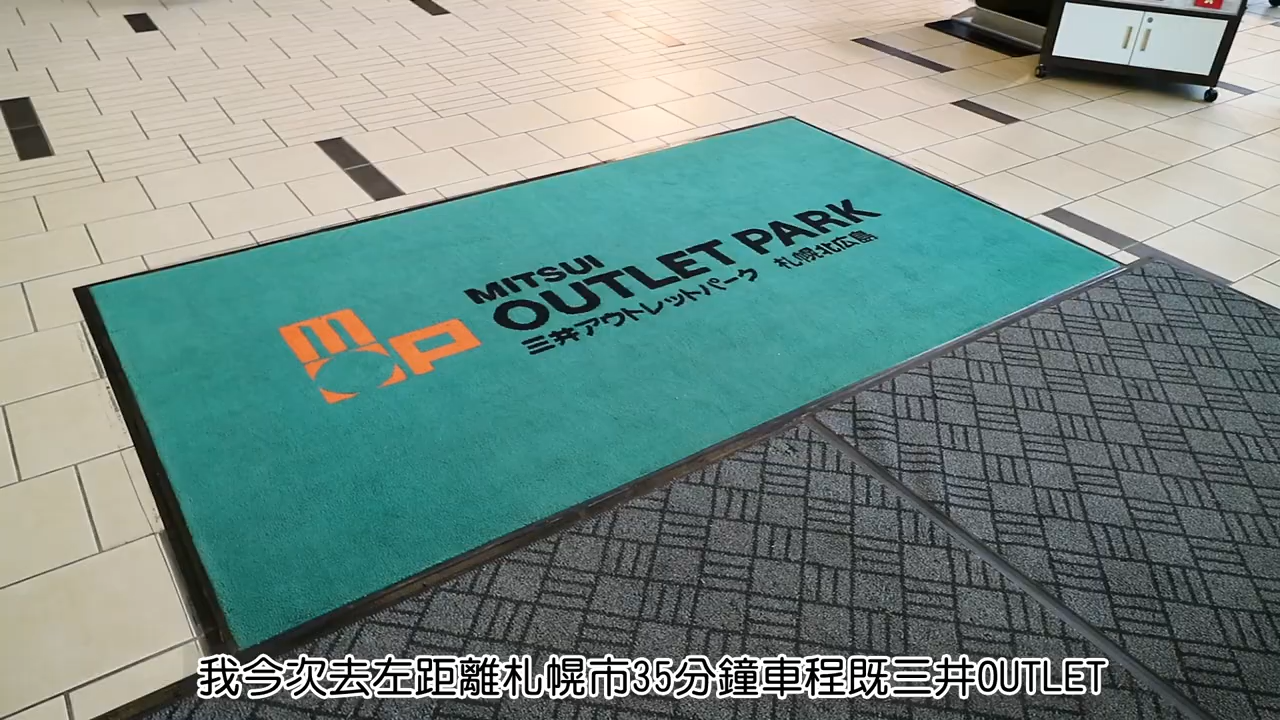 MITSUI
OUTLET PARK
三井アウトレットパーク 札幌北広島
mop
我今次去左距離札幌市35分鐘車程既三井OUTLET